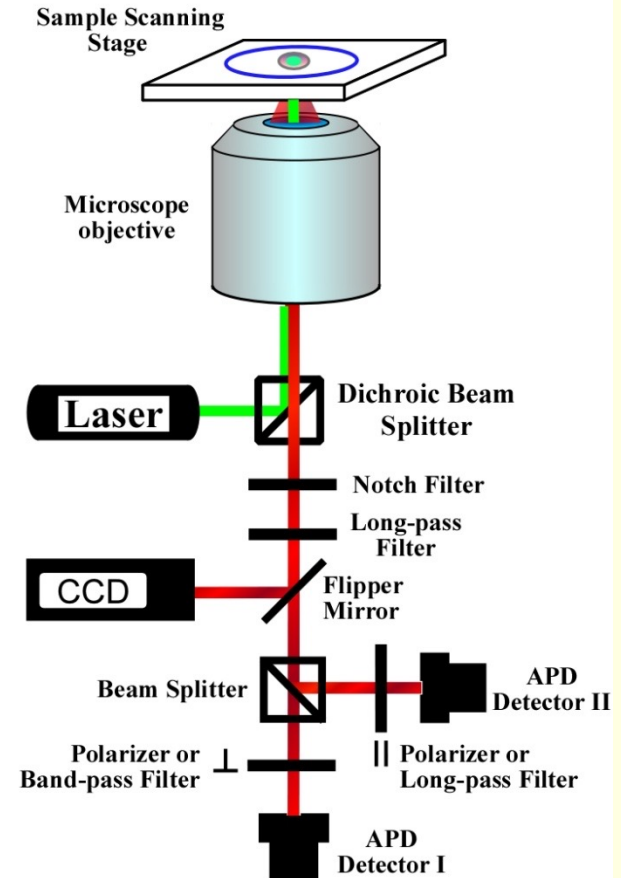 Sample Scanning
Stage
Microscope
objective
Laser
Dichroic Beam
Splitter
Notch Filter
Long-pass
Filter
CCD
Flipper
Mirror
Beam Splitter
APD
Detector II
Polarizer or ⊥
Band-pass Filter
|| Polarizer or
Long-pass Filter
APD
Detector I